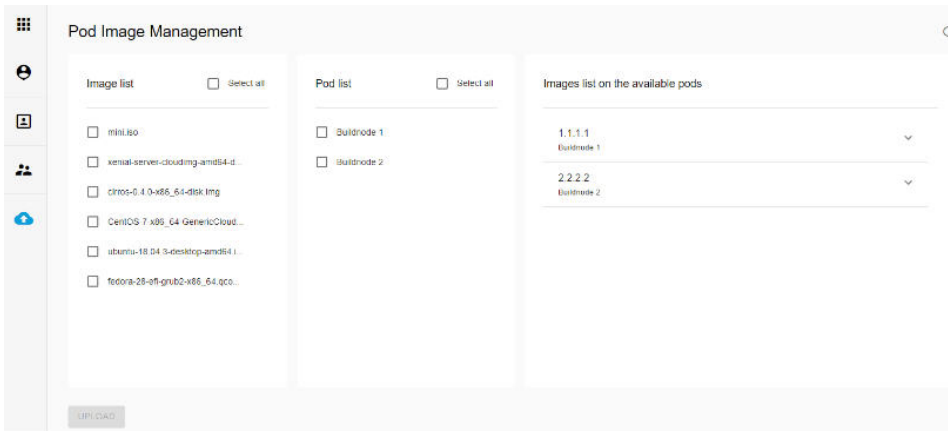 Pod Image Management
Image list
Select all
mini.iso
xenial-server-cloudimg-amd64-d...
cirros-0.4.0-x86_64-disk.img
CentOS-7-x86_64-GenericCloud...
ubuntu-18.04.3-desktop-amd64.i...
fedora-28-efi-grub2-x86_64.qco...
Pod list
Select all
Buildnode 1
Buildnode 2
Images list on the available pods
1.1.1.1
Buildnode 1
2.2.2.2
Buildnode 2
UPLOAD